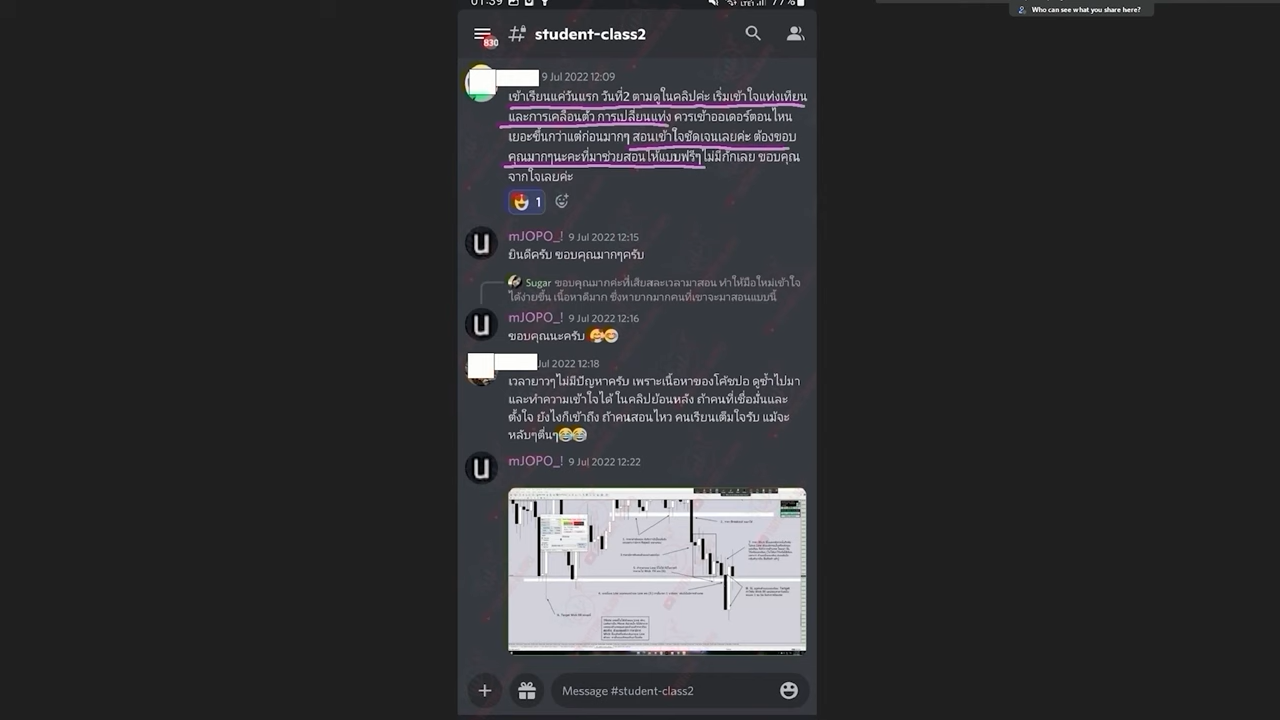 01:39
77%
Who can see what you share here?
830
student-class2
9 Jul 2022 12:09
เข้าเรียนแค่วันแรก วันที่2 ตามดูในคลิปค่ะ เริ่มเข้าใจแท่งเทียน
และการเคลื่อนตัว การเปลี่ยนแท่ง ควรเข้าออเดอร์ตอนไหน
เยอะขึ้นกว่าแต่ก่อนมากๆ สอนเข้าใจชัดเจนเลยค่ะ ต้องขอบ
คุณมากๆนะคะที่มาช่วยสอนให้แบบฟรีๆไม่มีกั๊กเลย ขอบคุณ
จากใจเลยค่ะ
1
mJOPO_! 9 Jul 2022 12:15
ยินดีครับ ขอบคุณมากๆครับ
Sugar ขอบคุณมากค่ะที่เสียสละเวลามาสอน ทำให้มือใหม่เข้าใจ
ได้ง่ายขึ้น เนื้อหาดีมาก ซึ่งหายากมากคนที่เขาจะมาสอนแบบนี้
mJOPO_! 9 Jul 2022 12:16
ขอบคุณนะครับ
Jul 2022 12:18
เวลายาวๆไม่มีปัญหาครับ เพราะเนื้อหาของโค๊ชปอ ดูซ้ำไปมา
และทำความเข้าใจได้ ในคลิปย้อนหลัง ถ้าคนที่เชื่อมั่นและ
ตั้งใจ ยังไงก็เข้าถึง ถ้าคนสอนไหว คนเรียนเต็มใจรับ แม้จะ
หลับๆตื่นๆ
mJOPO_! 9 Jul 2022 12:22
Message #student-class2